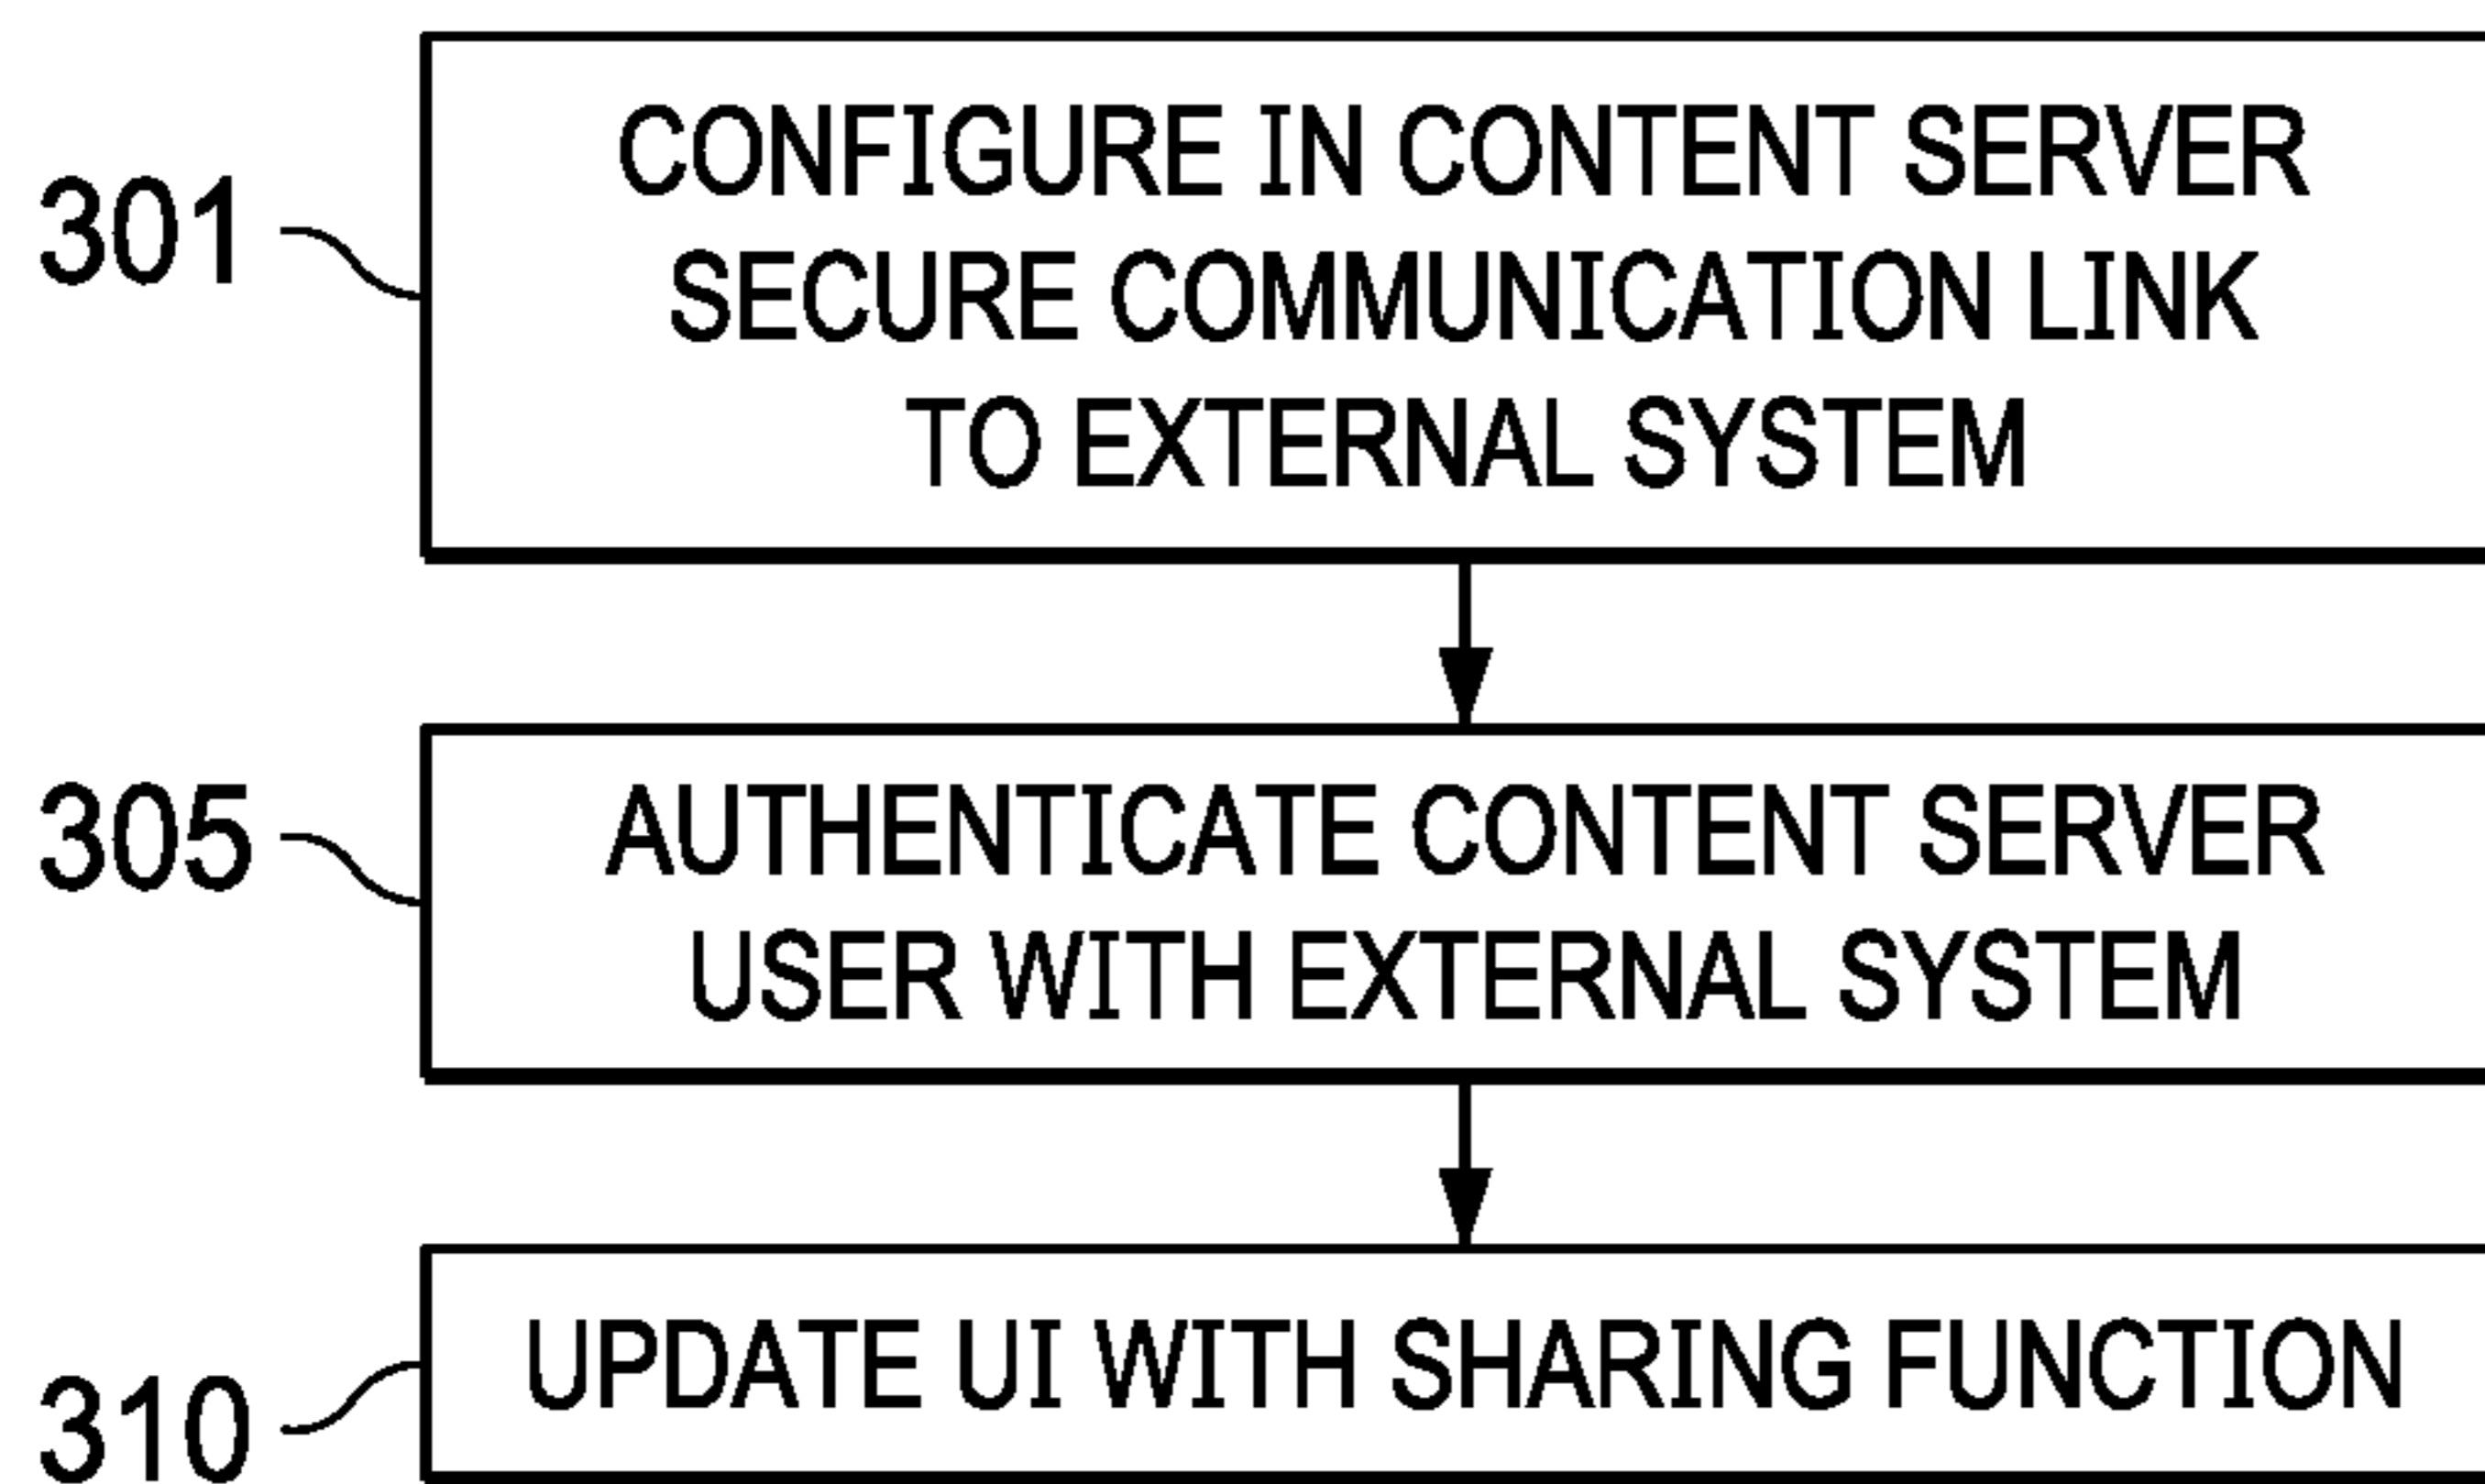 301
CONFIGURE IN CONTENT SERVER
SECURE COMMUNICATION LINK
TO EXTERNAL SYSTEM
305
AUTHENTICATE CONTENT SERVER
USER WITH EXTERNAL SYSTEM
310
UPDATE UI WITH SHARING FUNCTION